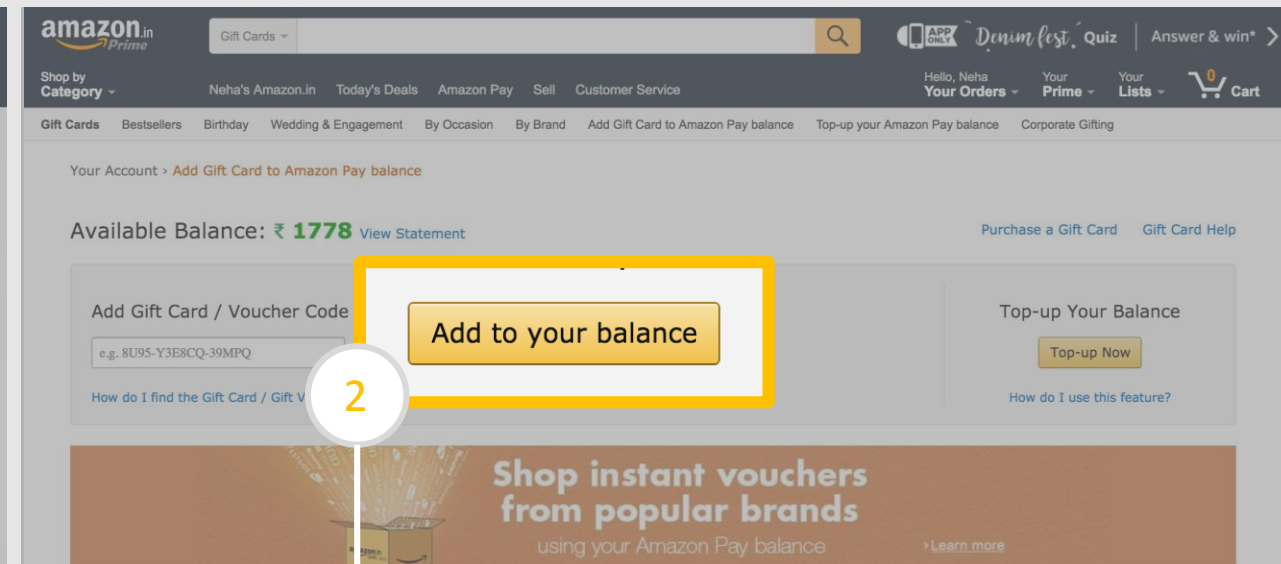 amazon.in
Prime
Gift Cards
APP ONLY
Denim fest, Quiz
Answer & win*
Shop by
Category
Neha's Amazon.in Today's Deals Amazon Pay Sell Customer Service
Hello, Neha
Your Orders
Your
Prime
Your
Lists
0
Cart
Gift Cards Bestsellers Birthday Wedding & Engagement By Occasion By Brand Add Gift Card to Amazon Pay balance Top-up your Amazon Pay balance Corporate Gifting
Your Account › Add Gift Card to Amazon Pay balance
Available Balance: ₹ 1778 View Statement
Purchase a Gift Card Gift Card Help
Add Gift Card / Voucher Code
e.g. 8U95-Y3E8CQ-39MPQ
How do I find the Gift Card / Gift V
Add to your balance
2
Top-up Your Balance
Top-up Now
How do I use this feature?
Shop instant vouchers
from popular brands
using your Amazon Pay balance
›Learn more